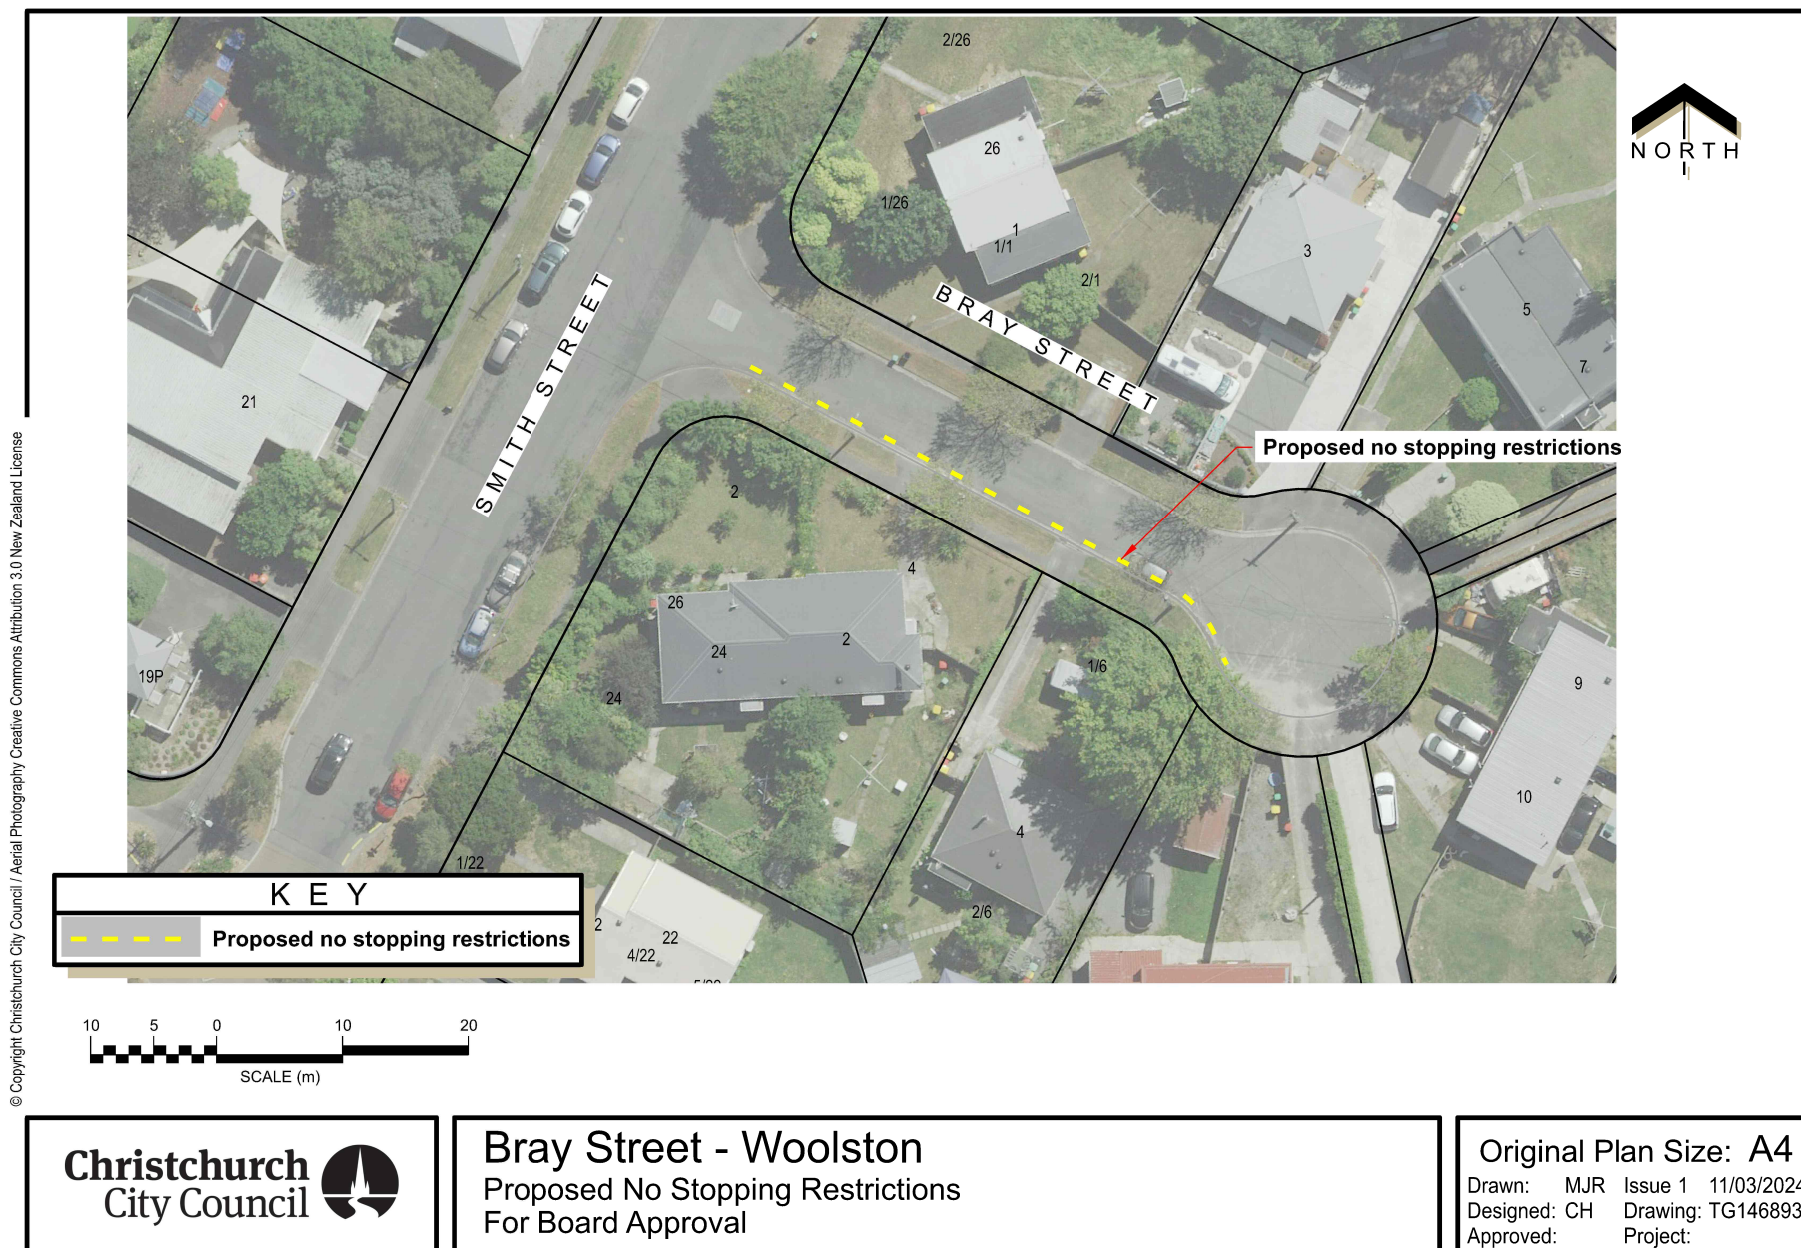 2/26
26
1/26
1
1/1
2/1
3
5
7
NORTH
BRAY STREET
SMITH STREET
21
Proposed no stopping restrictions
2
4
26
2
24
24
1/6
19P
9
10
4
1/22
2/6
2
22
4/22
KEY
Proposed no stopping restrictions
10 5 0 10 20
SCALE (m)
© Copyright Christchurch City Council / Aerial Photography Creative Commons Attribution 3.0 New Zealand License
Christchurch
City Council
Bray Street - Woolston
Proposed No Stopping Restrictions
For Board Approval
Original Plan Size: A4
Drawn: MJR Issue 1 11/03/2024
Designed: CH Drawing: TG146893
Approved: Project: